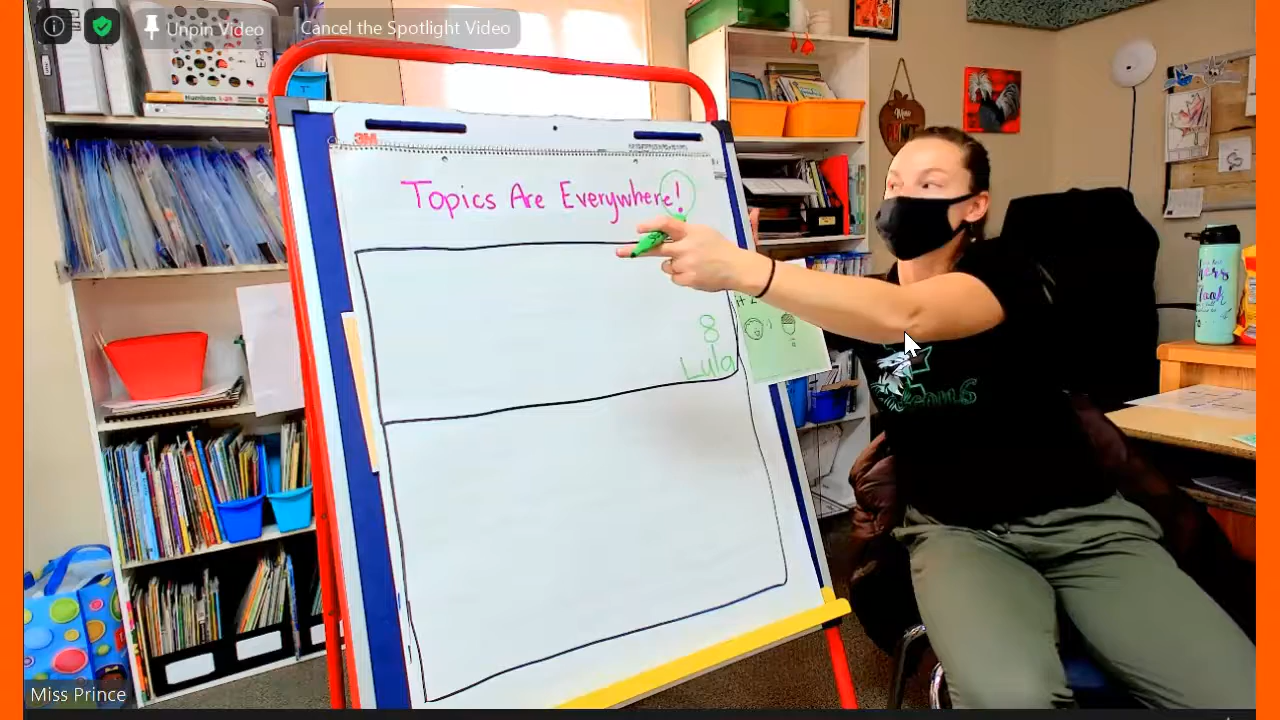 Unpin Video
Cancel the Spotlight Video
3M
Topics Are Everywhere!
8
Lula
Miss Prince